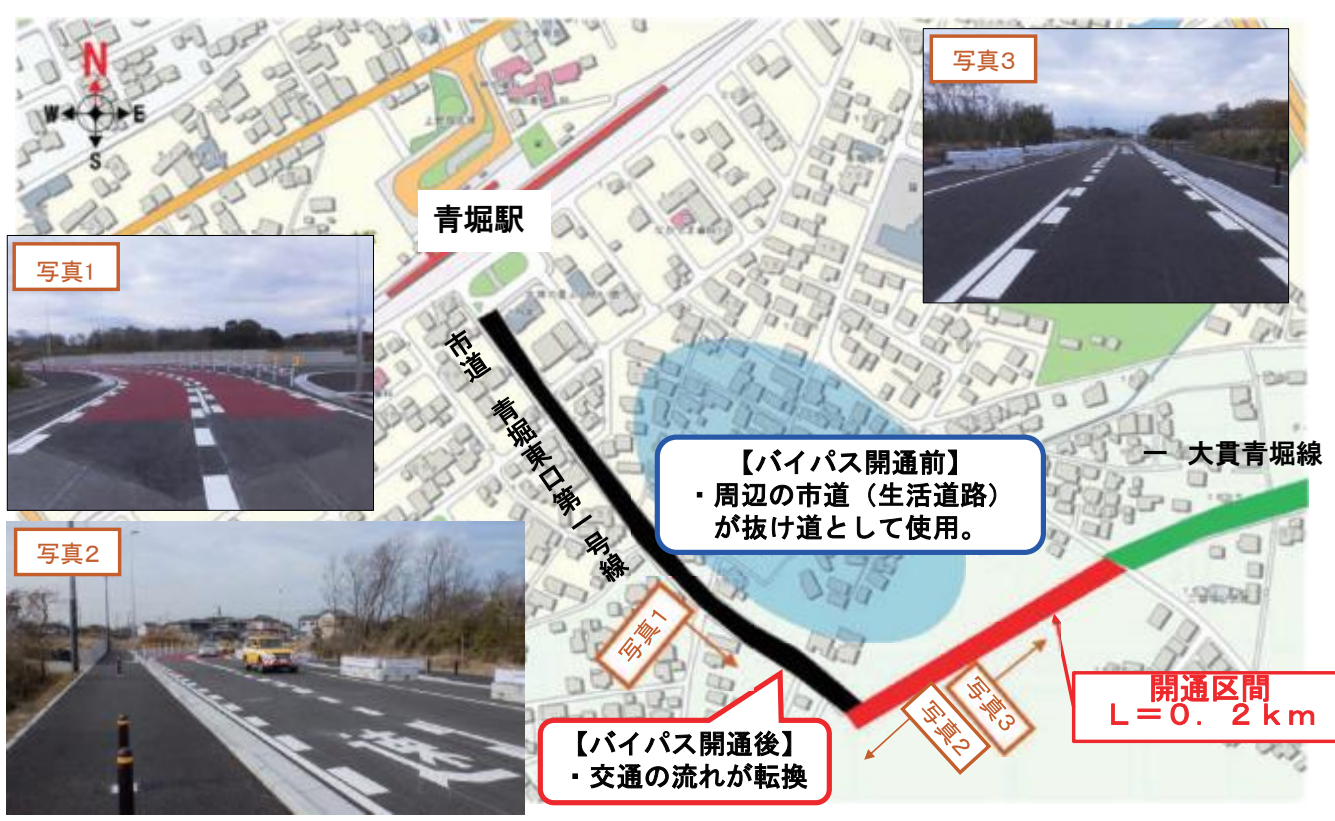 N
W
E
S
写真3
青堀駅
写真1
市道 青堀東口第一号線
【バイパス開通前】
・周辺の市道(生活道路)
が抜け道として使用。
一 大貫青堀線
写真2
写真1
写真3
写真2
開通区間
L=0.2km
【バイパス開通後】
・交通の流れが転換